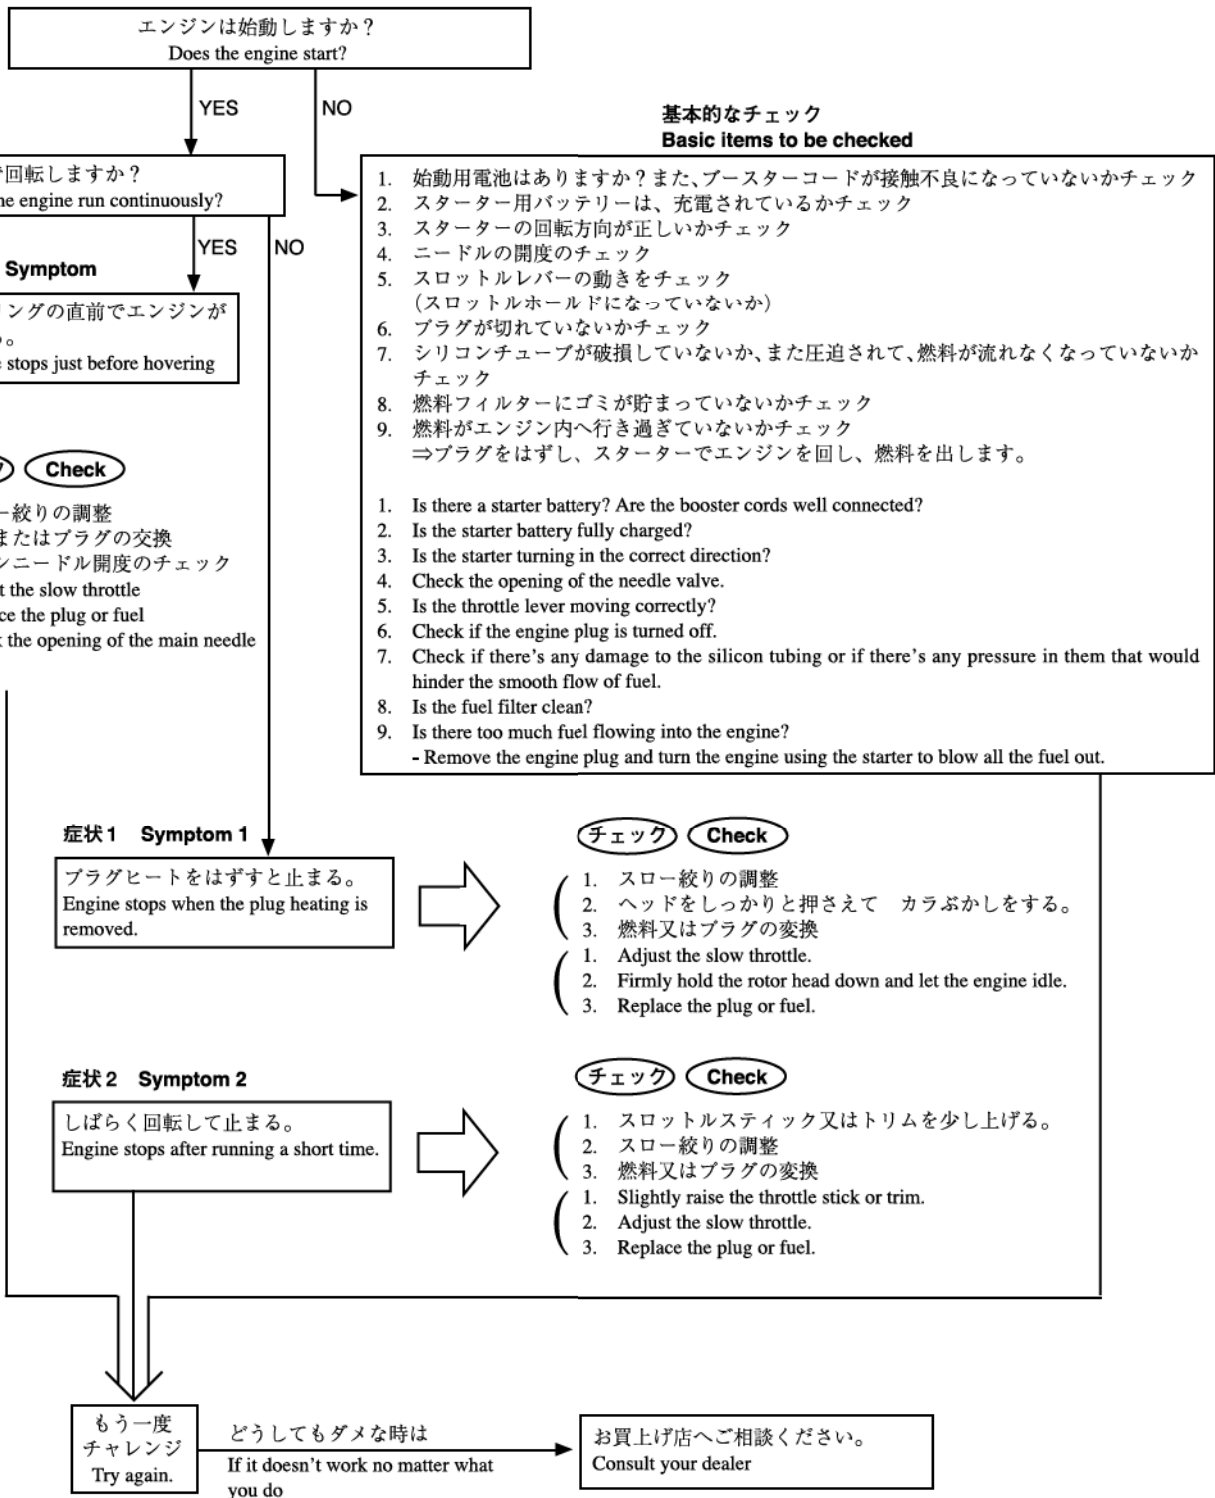 エンジンは始動しますか？
Does the engine start?
YES
NO
基本的なチェック
Basic items to be checked
回転しますか？
engine run continuously?
YES
NO
1. 始動用電池はありますか？また、ブースターコードが接触不良になっていないかチェック
2. スターター用バッテリーは、充電されているかチェック
3. スターターの回転方向が正しいかチェック
4. ニードルの開度のチェック
5. スロットルレバーの動きをチェック
（スロットルホールドになっていないか）
6. プラグが切れていないかチェック
7. シリコンチューブが破損していないか、また圧迫されて、燃料が流れなくなっていないか
チェック
8. 燃料フィルターにゴミが貯まっていないかチェック
9. 燃料がエンジン内へ行き過ぎていないかチェック
⇒プラグをはずし、スターターでエンジンを回し、燃料を出します。
1. Is there a starter battery? Are the booster cords well connected?
2. Is the starter battery fully charged?
3. Is the starter turning in the correct direction?
4. Check the opening of the needle valve.
5. Is the throttle lever moving correctly?
6. Check if the engine plug is turned off.
7. Check if there's any damage to the silicon tubing or if there's any pressure in them that would
hinder the smooth flow of fuel.
8. Is the fuel filter clean?
9. Is there too much fuel flowing into the engine?
- Remove the engine plug and turn the engine using the starter to blow all the fuel out.
Symptom
ングの直前でエンジンが
。
stops just before hovering
Check
ー絞りの調整
またはプラグの交換
ンニードル開度のチェック
the slow throttle
the plug or fuel
the opening of the main needle
症状1 Symptom 1
プラグヒートをはずすと止まる。
Engine stops when the plug heating is
removed.
チェック Check
1. スロー絞りの調整
2. ヘッドをしっかりと押さえて カラぶかしをする。
3. 燃料又はプラグの変換
1. Adjust the slow throttle.
2. Firmly hold the rotor head down and let the engine idle.
3. Replace the plug or fuel.
症状2 Symptom 2
しばらく回転して止まる。
Engine stops after running a short time.
チェック Check
1. スロットルスティック又はトリムを少し上げる。
2. スロー絞りの調整
3. 燃料又はプラグの変換
1. Slightly raise the throttle stick or trim.
2. Adjust the slow throttle.
3. Replace the plug or fuel.
もう一度
チャレンジ
Try again.
どうしてもダメな時は
If it doesn't work no matter what
you do
お買上げ店へご相談ください。
Consult your dealer